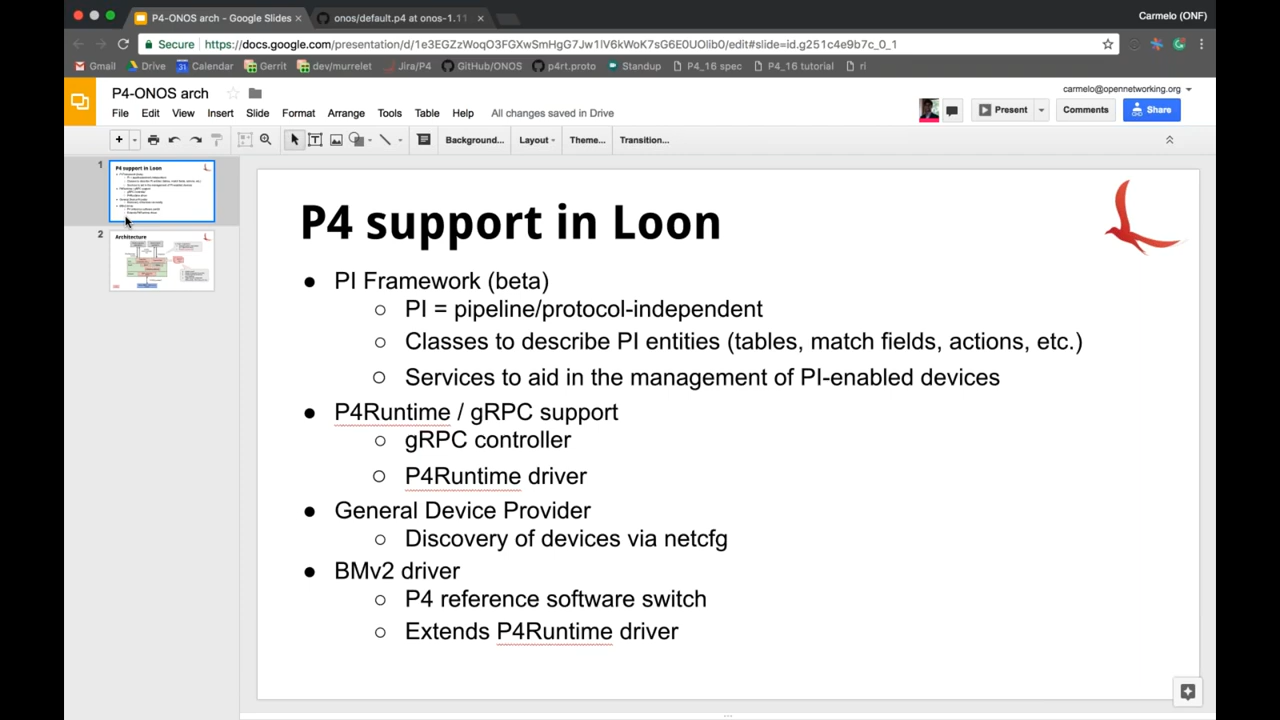 P4-ONOS arch - Google Slides
onos/default.p4 at onos-1.11
Carmelo (ONF)
Secure
https://docs.google.com/presentation/d/1e3EGZzWoqO3FGXwSmHgG7Jw1lV6kWoK7sG6E0UOlib0/edit#slide=id.g251c4e9b7c_0_1
Gmail Drive Calendar Gerrit dev/murrelet Jira/P4 GitHub/ONOS p4rt.proto Standup P4_16 spec P4_16 tutorial ri
P4-ONOS arch
carmelo@opennetworking.org
File Edit View Insert Slide Format Arrange Tools Table Help All changes saved in Drive
Present Comments Share
Background... Layout Theme... Transition...
1
P4 support in Loon
2
Architecture
P4 support in Loon
● PI Framework (beta)
○ PI = pipeline/protocol-independent
○ Classes to describe PI entities (tables, match fields, actions, etc.)
○ Services to aid in the management of PI-enabled devices
● P4Runtime / gRPC support
○ gRPC controller
○ P4Runtime driver
● General Device Provider
○ Discovery of devices via netcfg
● BMv2 driver
○ P4 reference software switch
○ Extends P4Runtime driver